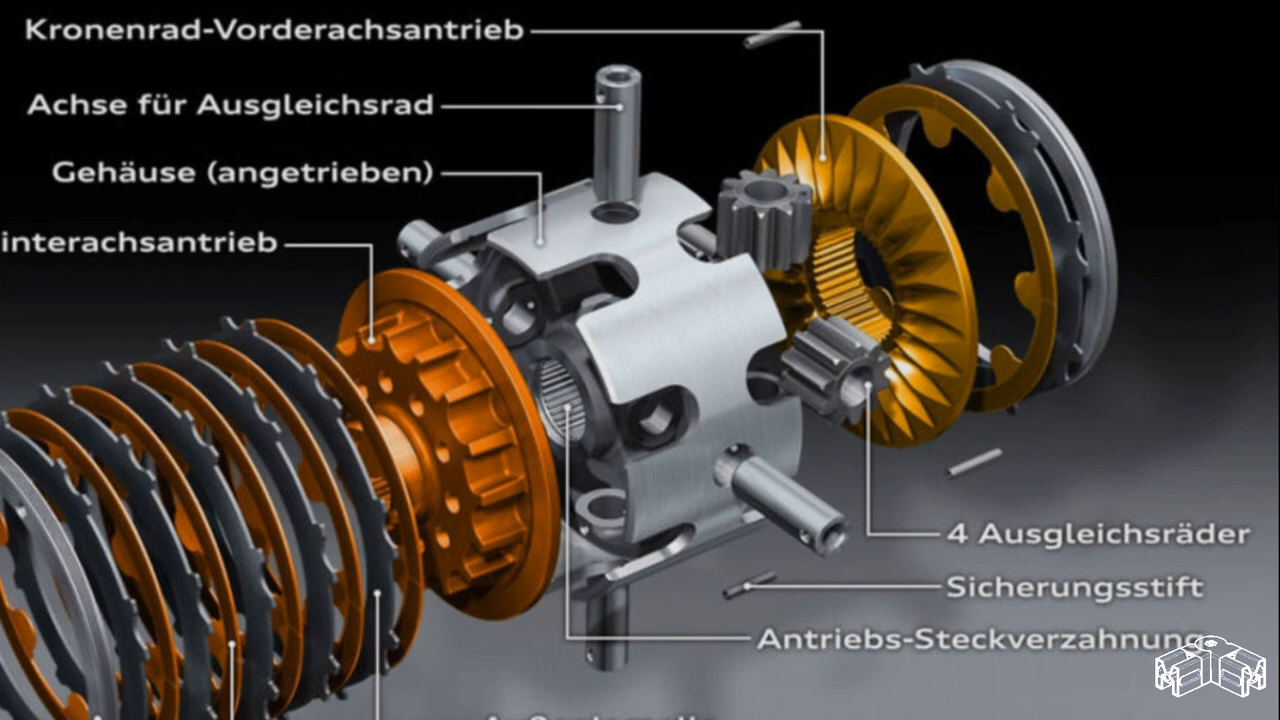 Kronenrad-Vorderachsantrieb
Achse für Ausgleichsrad
Gehäuse (angetrieben)
interachsantrieb
4 Ausgleichsräder
Sicherungsstift
Antriebs-Steckverzahnung